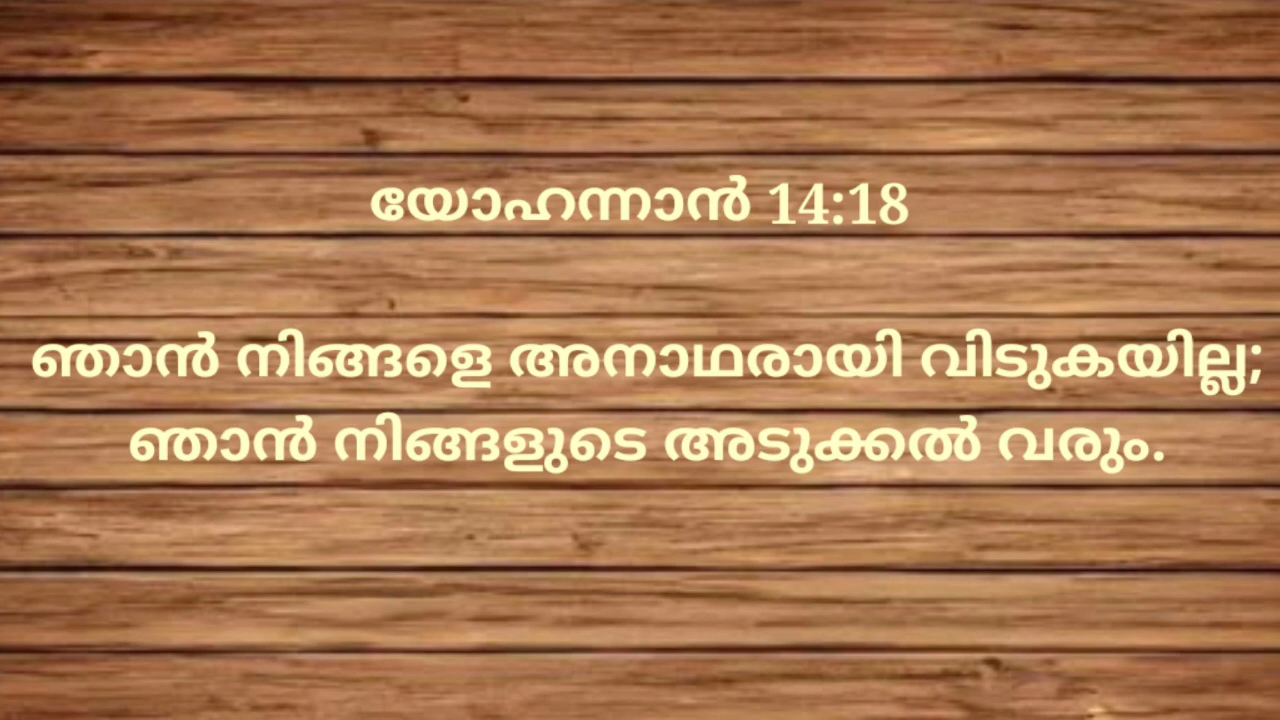 യോഹന്നാൻ 14:18
ഞാൻ നിങ്ങളെ അനാഥരായി വിടുകയില്ല;
ഞാൻ നിങ്ങളുടെ അടുക്കൽ വരും.